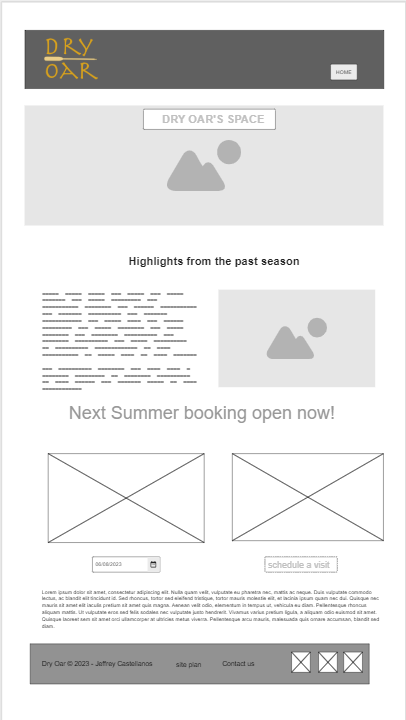 DRY
OAR
HOME
DRY OAR'S SPACE
Highlights from the past season
Next Summer booking open now!
06/08/2023
schedule a visit
Lorem ipsum dolor sit amet, consectetur adipiscing elit. Nulla quam velit, vulputate eu pharetra nec, mattis ac neque. Duis vulputate commodo
lectus, ac blandit elit tincidunt id. Sed rhoncus, tortor sed eleifend tristique, tortor mauris molestie elit, et lacinia ipsum quam nec dui. Quisque nec
mauris sit amet elit iaculis pretium sit amet quis magna. Aenean velit odio, elementum in tempus ut, vehicula eu diam. Pellentesque rhoncus
aliquam mattis. Ut vulputate eros sed felis sodales nec vulputate justo hendrerit. Vivamus varius pretium ligula, a aliquam odio euismod sit amet.
Quisque laoreet sem sit amet orci ullamcorper at ultricies metus viverra. Pellentesque arcu mauris, malesuada quis ornare accumsan, blandit sed
diam.
Dry Oar © 2023 - Jeffrey Castellanos site plan Contact us